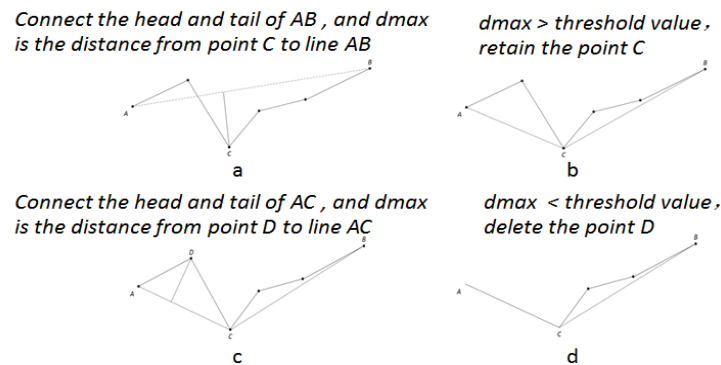 Connect the head and tail of AB , and dmax
is the distance from point C to line AB
dmax > threshold value，
retain the point C
A
B
C
a
A
B
C
b
Connect the head and tail of AC , and dmax
is the distance from point D to line AC
dmax < threshold value，
delete the point D
A
D
B
C
c
A
B
C
d